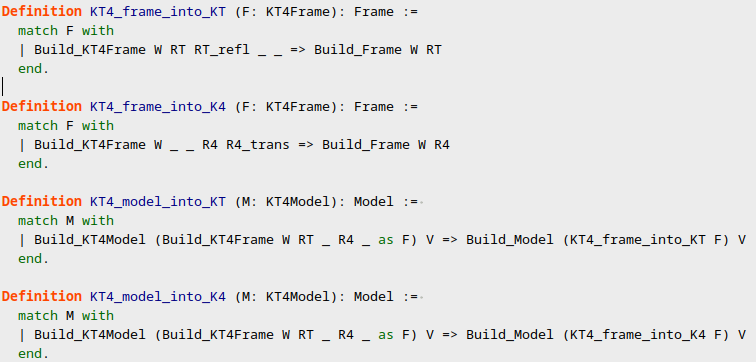 Definition KT4_frame_into_KT (F: KT4Frame): Frame :=
match F with
| Build_KT4Frame W RT RT_refl _ _ => Build_Frame W RT
end.
Definition KT4_frame_into_K4 (F: KT4Frame): Frame :=
match F with
| Build_KT4Frame W _ _ R4 R4_trans => Build_Frame W R4
end.
Definition KT4_model_into_KT (M: KT4Model): Model :=
match M with
| Build_KT4Model (Build_KT4Frame W RT _ R4 _ as F) V => Build_Model (KT4_frame_into_KT F) V
end.
Definition KT4_model_into_K4 (M: KT4Model): Model :=
match M with
| Build_KT4Model (Build_KT4Frame W RT _ R4 _ as F) V => Build_Model (KT4_frame_into_K4 F) V
end.